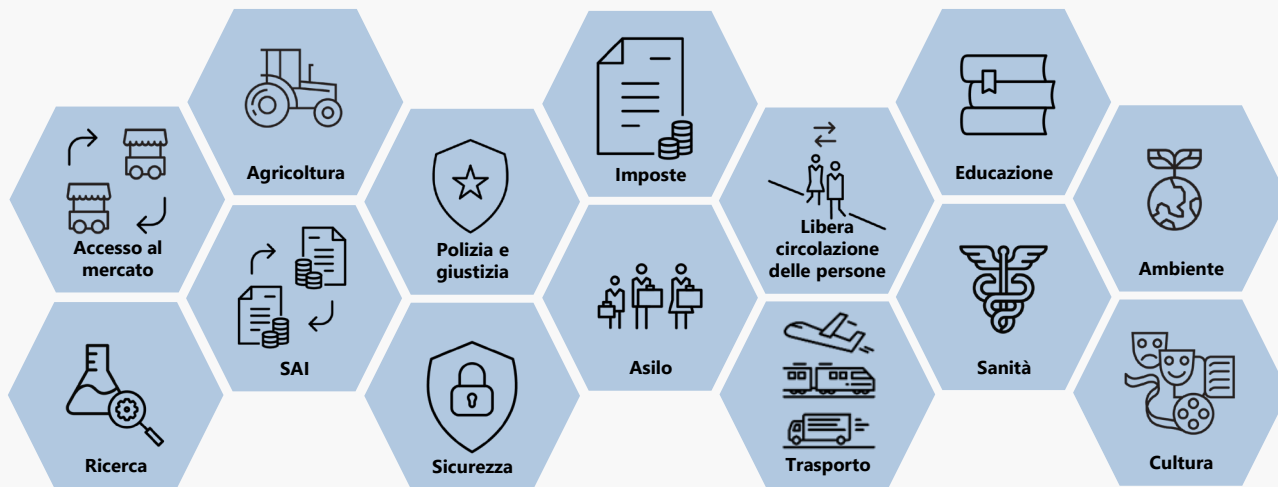 Agricoltura
Imposte
Educazione
Accesso al
mercato
Polizia e
giustizia
Libera
circolazione
delle persone
Ambiente
SAI
Asilo
Sanità
Ricerca
Sicurezza
Trasporto
Cultura